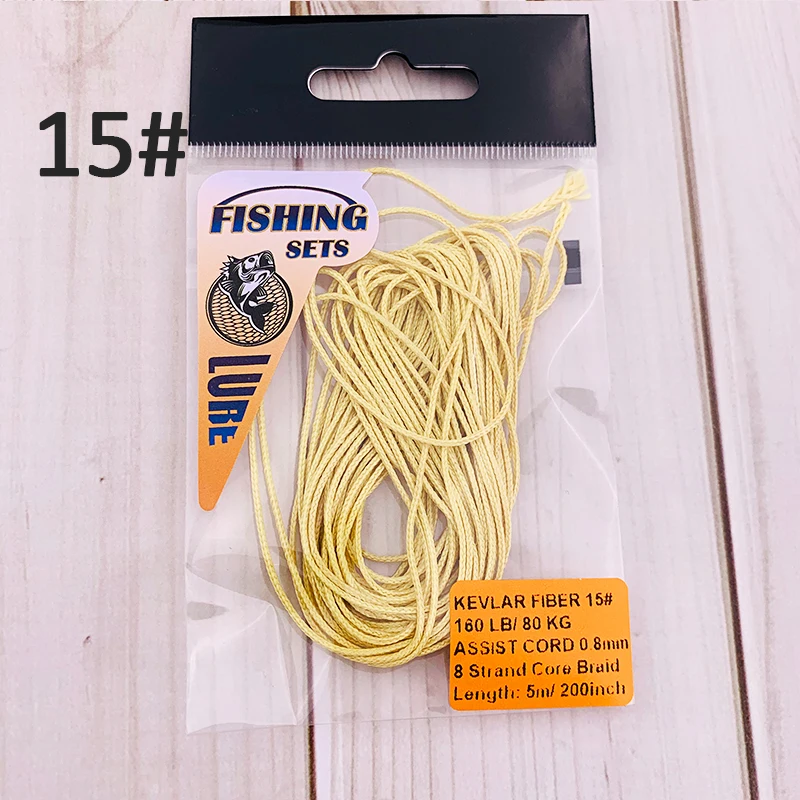 15#
FISHING
SETS
LURE
KEVLAR FIBER 15#
160 LB/ 80 KG
ASSIST CORD 0.8mm
8 Strand Core Braid
Length: 5m/ 200inch